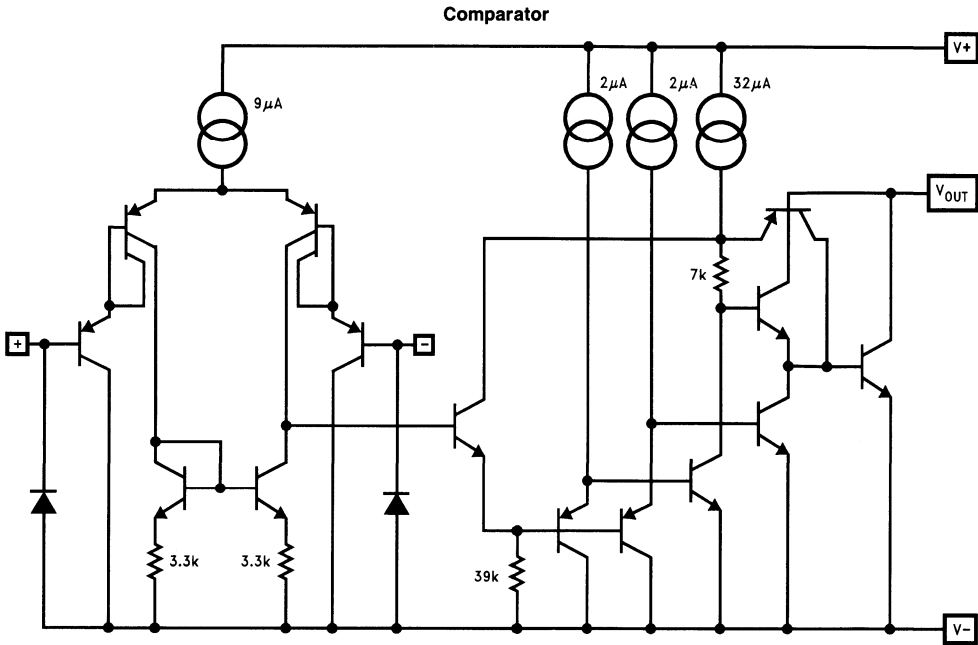 Comparator
V+
9μA
2μA
2μA
32μA
VOUT
7k
+
−
3.3k
3.3k
39k
V−